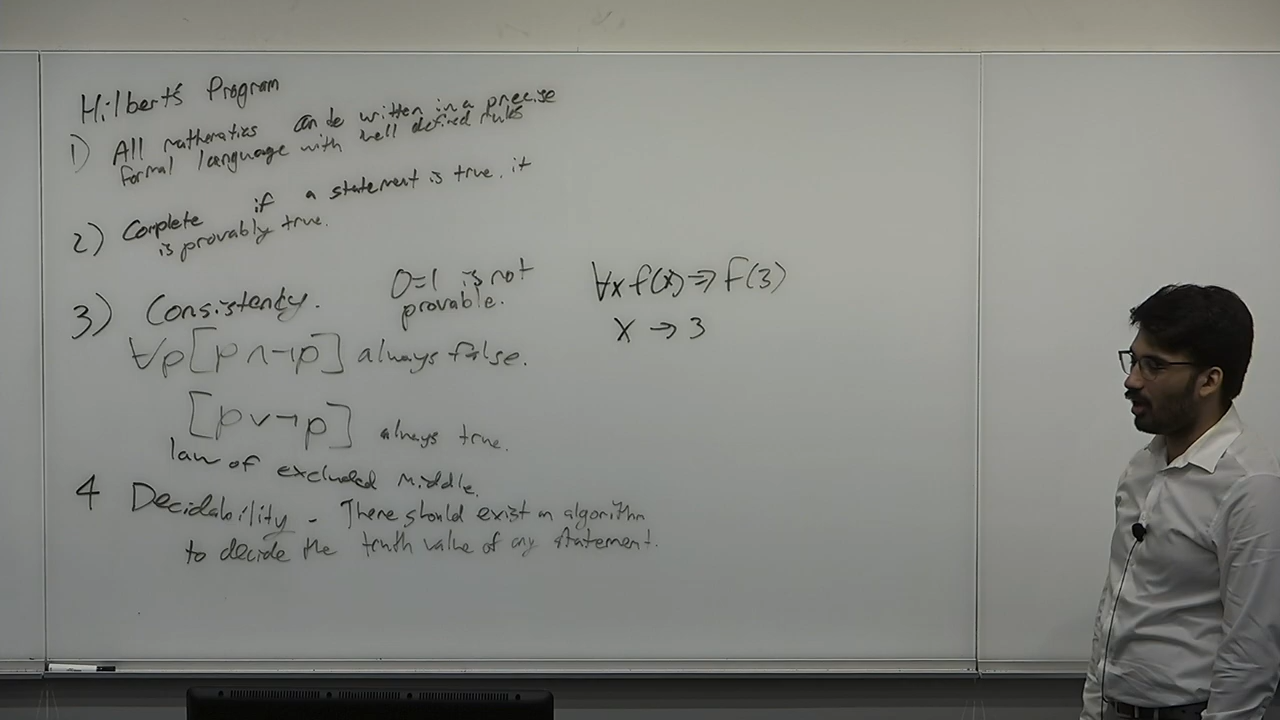 Hilbert's Program
1) All mathematics can be written in a precise
formal language with well defined rules
2) Complete if a statement is true, it
is provably true.
3) Consistency. 0=1 is not
provable.
∀p[p∧¬p] always false.
[p∨¬p] always true.
law of excluded middle.
4 Decidability - There should exist an algorithm
to decide the truth value of any statement.
∀x f(x) ⇒ F(3)
x → 3